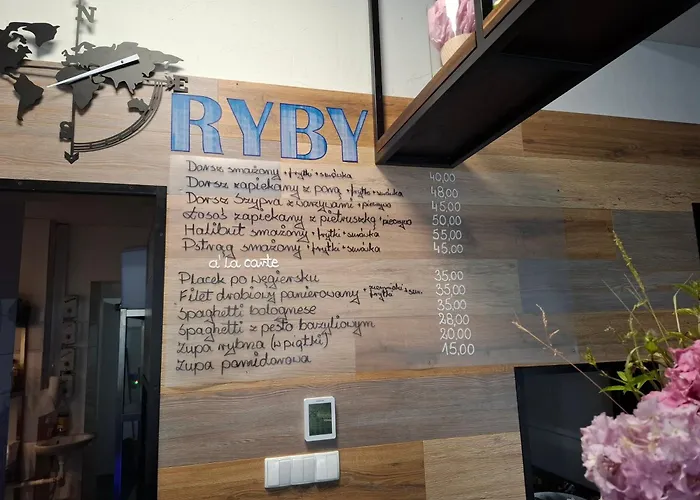 N
E
S
RYBY
Dorsz smażony + frytki + surówka 40,00
Dorsz zapiekany z porą + frytki + surówka 48,00
Dorsz Szypra z warzywami + pieczywo 45,00
Łosoś zapiekany z pietruszką + pieczywo 50,00
Halibut smażony + frytki + surówka 55,00
Pstrąg smażony + frytki + surówka 45,00
a' la carte
Placek po węgiersku 35,00
Filet drobiowy panierowany + ziemniaki + sur. 35,00
frytki
Spaghetti bolognese 35,00
Spaghetti z pesto bazyliowym 28,00
Zupa rybna (w piątki) 20,00
Zupa pomidorowa 15,00